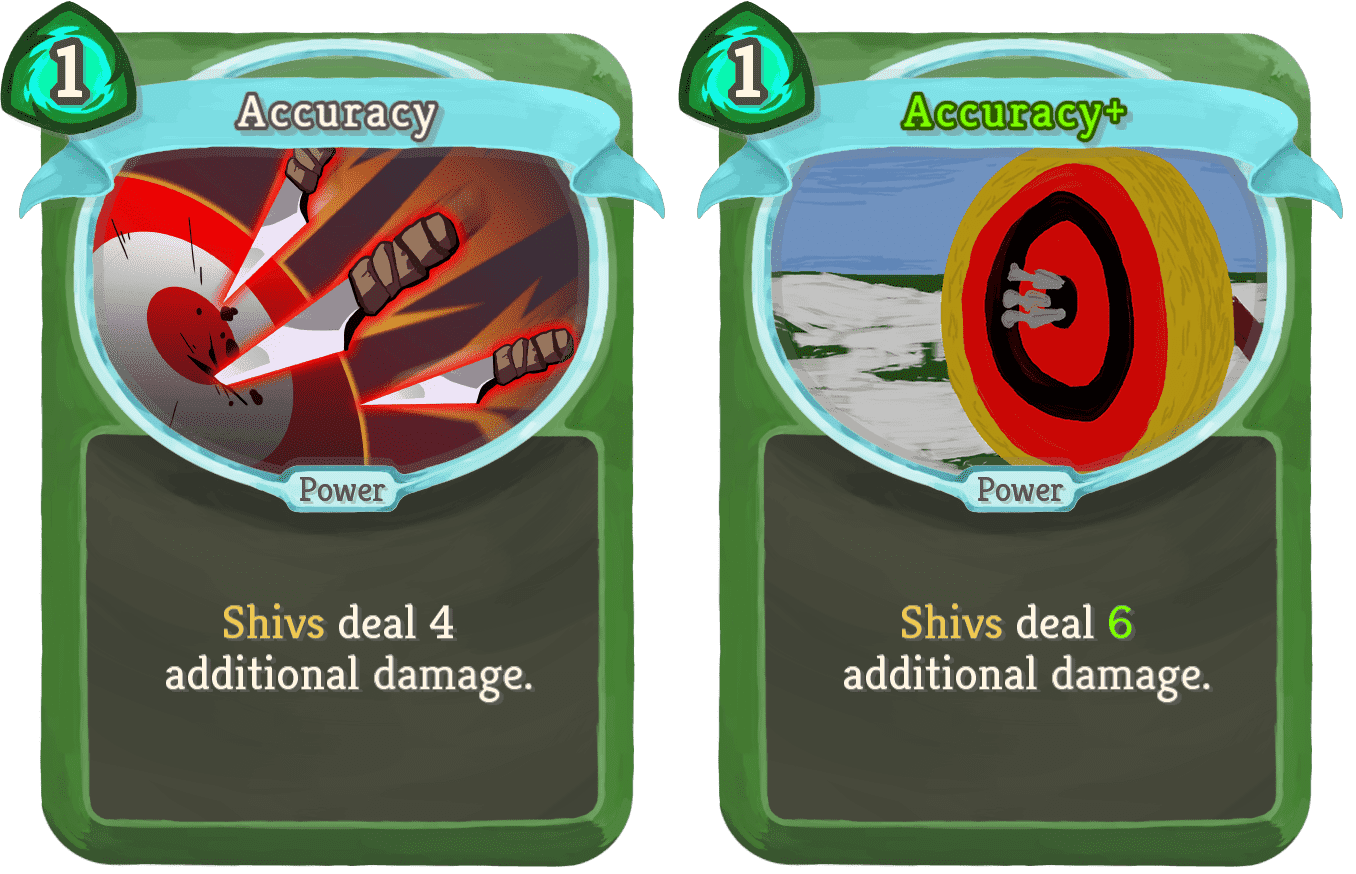 1
Accuracy
Power
Shivs deal 4
additional damage.
1
Accuracy+
Power
Shivs deal 6
additional damage.